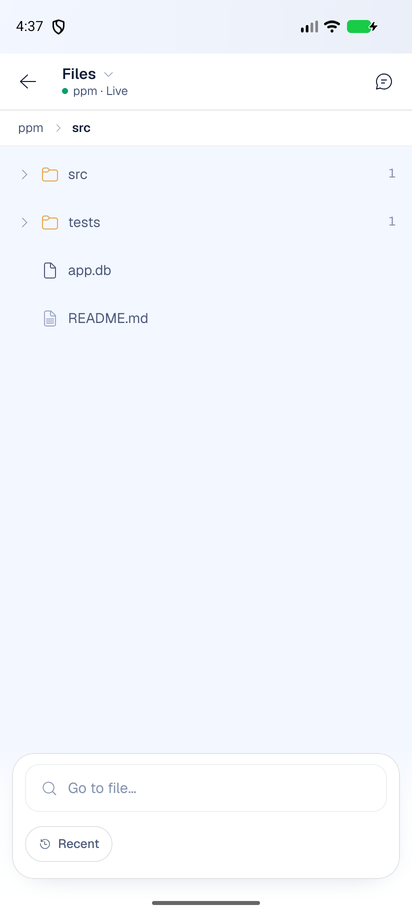 4:37
Files
ppm · Live
ppm > src
src 1
tests 1
app.db
README.md
Go to file...
Recent